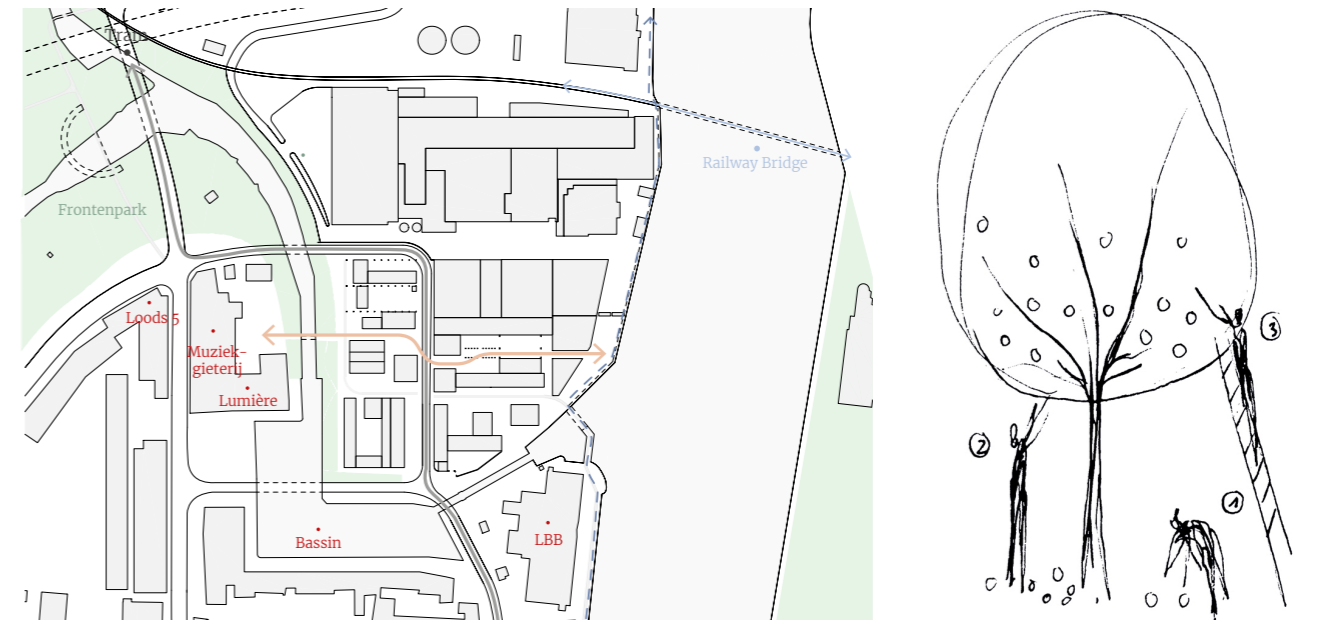 Tram
Railway Bridge
Frontenpark
Loods 5
Muziek-
gieterij
Lumière
Bassin
LBB
3
2
1